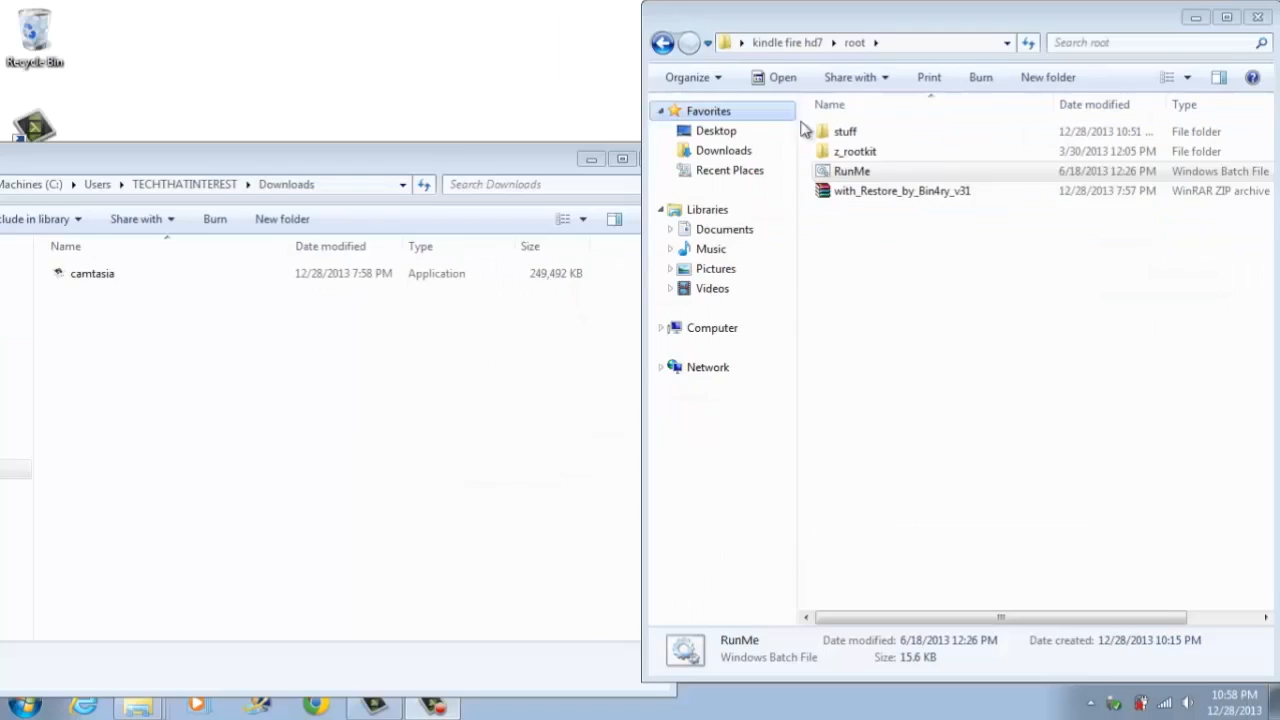 Recycle Bin
Machines (C:) Users TECHTHATINTEREST Downloads
Search Downloads
clude in library Share with Burn New folder
Name Date modified Type Size
camtasia 12/28/2013 7:58 PM Application 249,492 KB
kindle fire hd7 root
Search root
Organize Open Share with Print Burn New folder
Favorites
Desktop
Downloads
Recent Places
Libraries
Documents
Music
Pictures
Videos
Computer
Network
Name Date modified Type
stuff 12/28/2013 10:51 ... File folder
z_rootkit 3/30/2013 12:05 PM File folder
RunMe 6/18/2013 12:26 PM Windows Batch File
with_Restore_by_Bin4ry_v31 12/28/2013 7:57 PM WinRAR ZIP archive
RunMe Date modified: 6/18/2013 12:26 PM Date created: 12/28/2013 10:15 PM
Windows Batch File Size: 15.6 KB
10:58 PM
12/28/2013